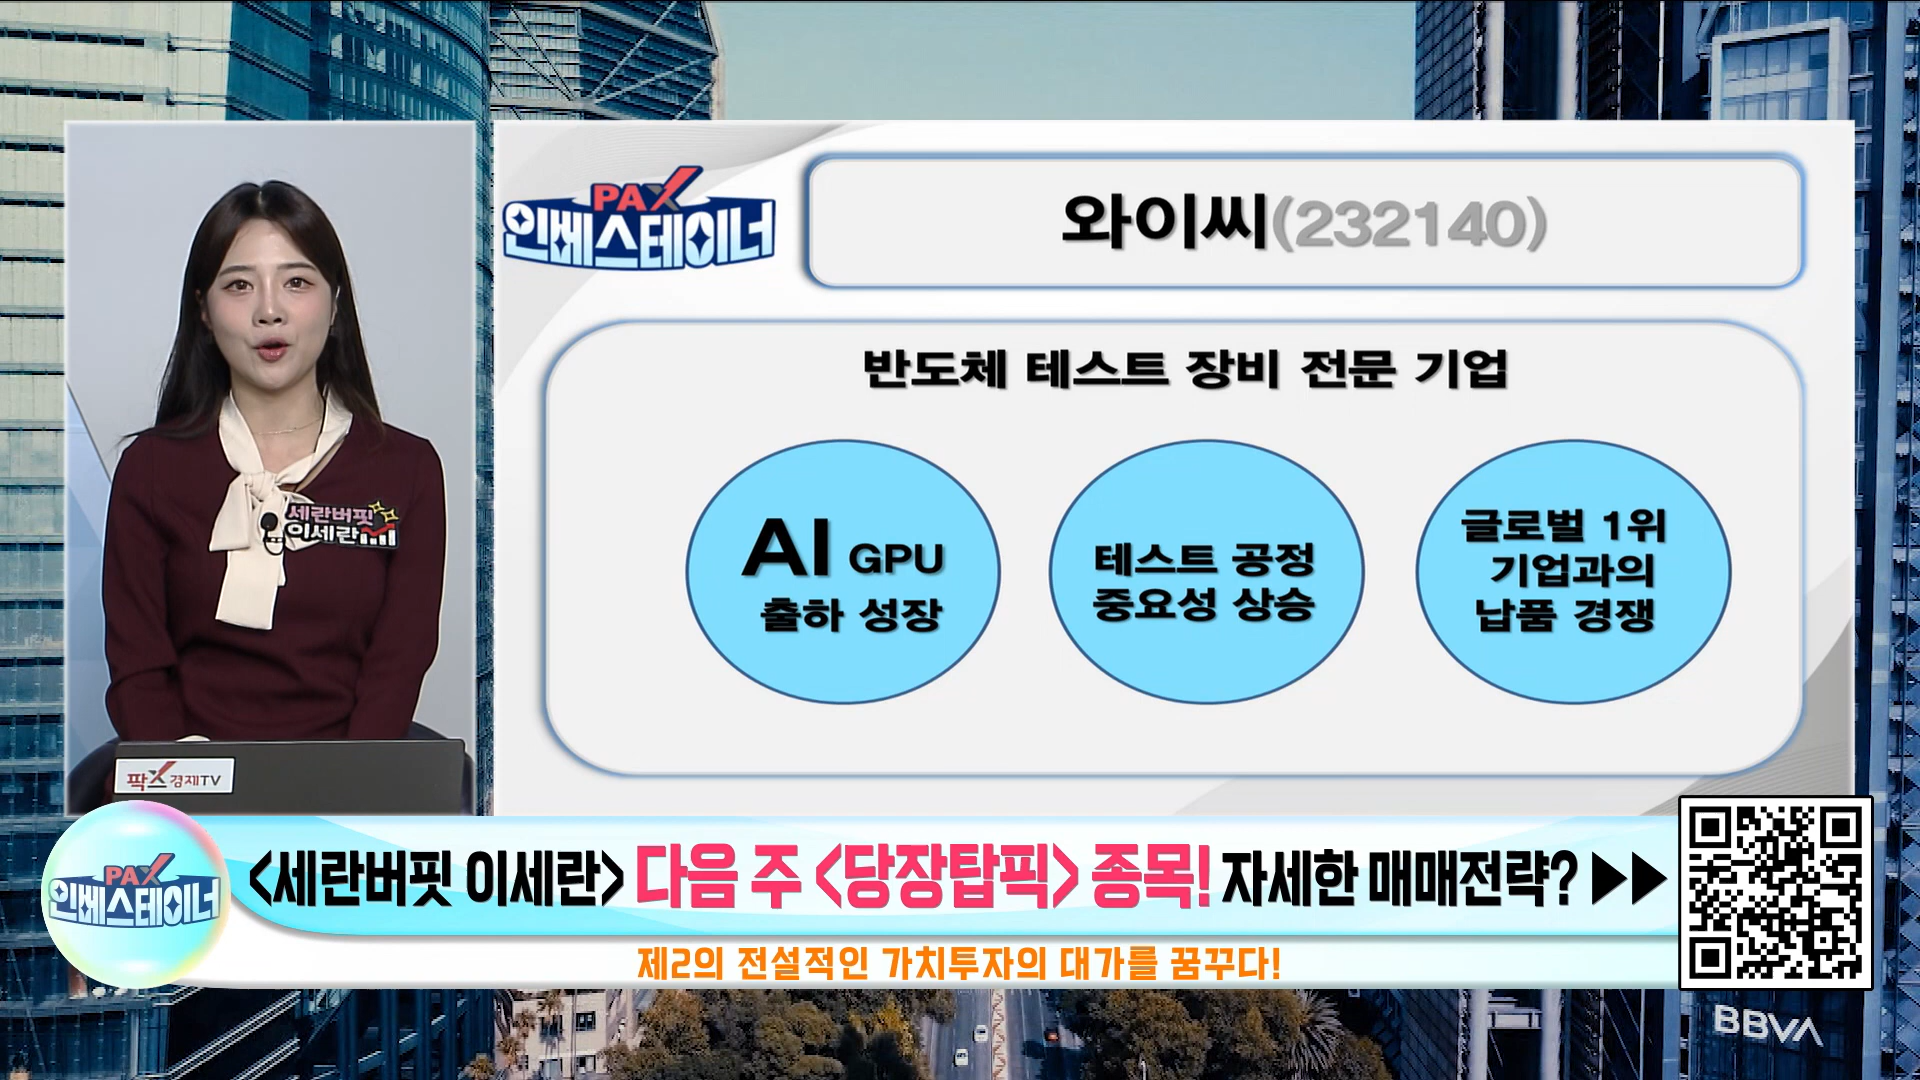 PAX
인베스테이너
와이씨(232140)
반도체 테스트 장비 전문 기업
AI GPU
출하 성장
테스트 공정
중요성 상승
글로벌 1위
기업과의
납품 경쟁
세란버핏
이세란
팍스경제TV
PAX
인베스테이너
<세란버핏 이세란> 다음 주 <당장탑픽> 종목! 자세한 매매전략? ▶▶
제2의 전설적인 가치투자의 대가를 꿈꾸다!
BBVA